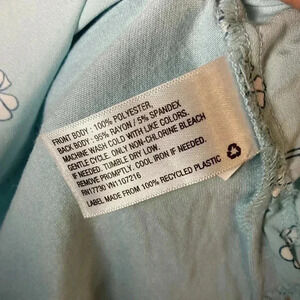 FRONT BODY : 100% POLYESTER,
BACK BODY : 95% RAYON / 5% SPANDEX
MACHINE WASH COLD WITH LIKE COLORS.
GENTLE CYCLE. ONLY NON-CHLORINE BLEACH
IF NEEDED. TUMBLE DRY LOW.
REMOVE PROMPTLY. COOL IRON IF NEEDED.
RN17730 VN1107216
LABEL MADE FROM 100% RECYCLED PLASTIC